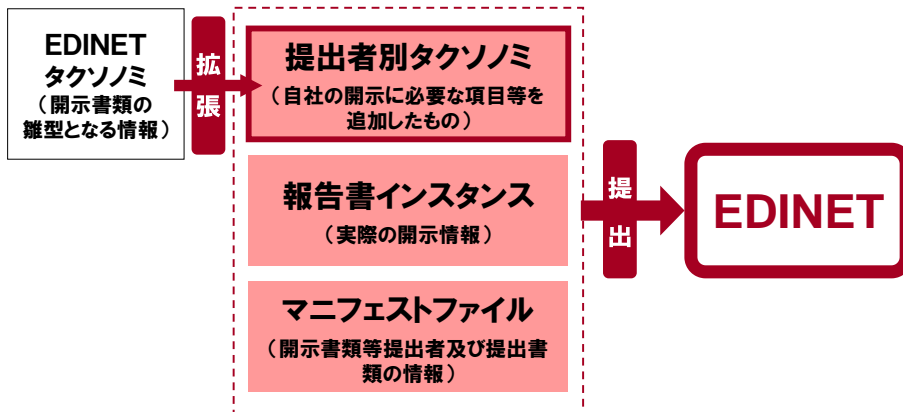 EDINET
タクソノミ
（開示書類の
雛型となる情報）
拡張
提出者別タクソノミ
（自社の開示に必要な項目等を
追加したもの）
報告書インスタンス
（実際の開示情報）
マニフェストファイル
（開示書類等提出者及び提出書
類の情報）
提出
EDINET